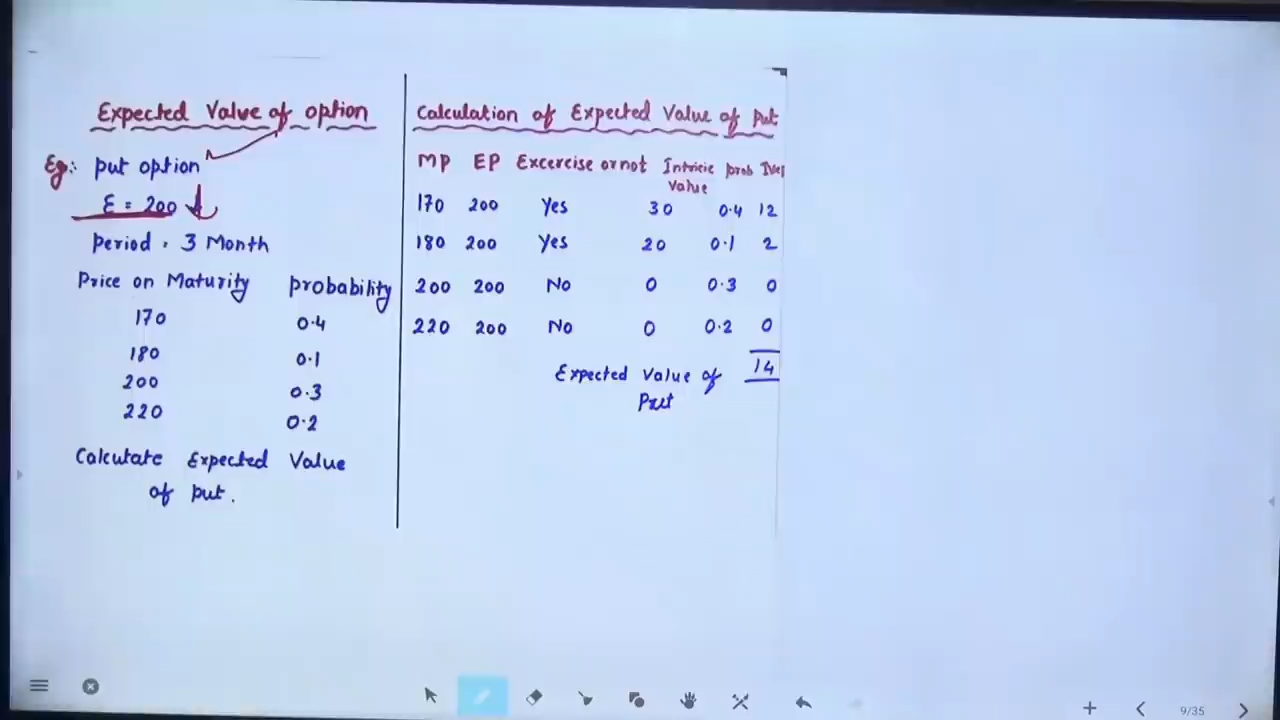 Expected Value of option
Eg: put option
E = 200
Period = 3 Month
Price on Maturity probability
170 0.4
180 0.1
200 0.3
220 0.2
Calculate Expected Value
of put.
Calculation of Expected Value of put
MP EP Excercise or not Intricic Value prob
170 200 Yes 30 0.4 12
180 200 Yes 20 0.1 2
200 200 No 0 0.3 0
220 200 No 0 0.2 0
Expected Value of 14
Put
9/35